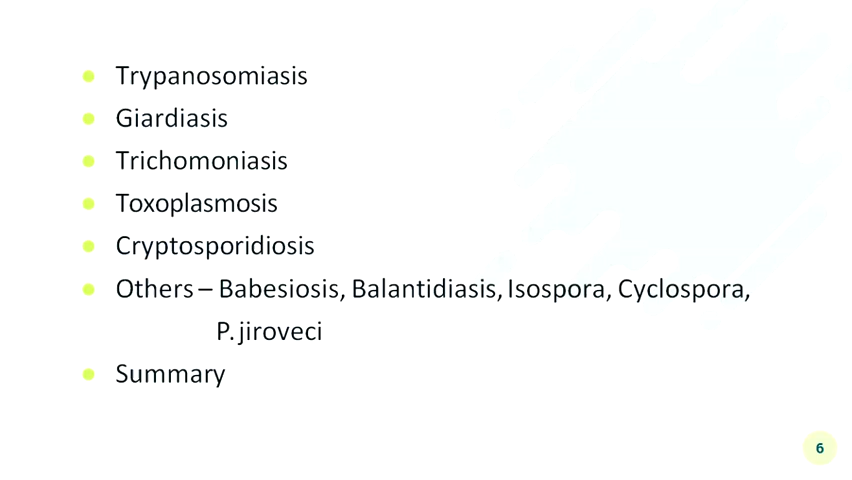 Trypanosomiasis
Giardiasis
Trichomoniasis
Toxoplasmosis
Cryptosporidiosis
Others – Babesiosis, Balantidiasis, Isospora, Cyclospora,
P. jiroveci
Summary
6